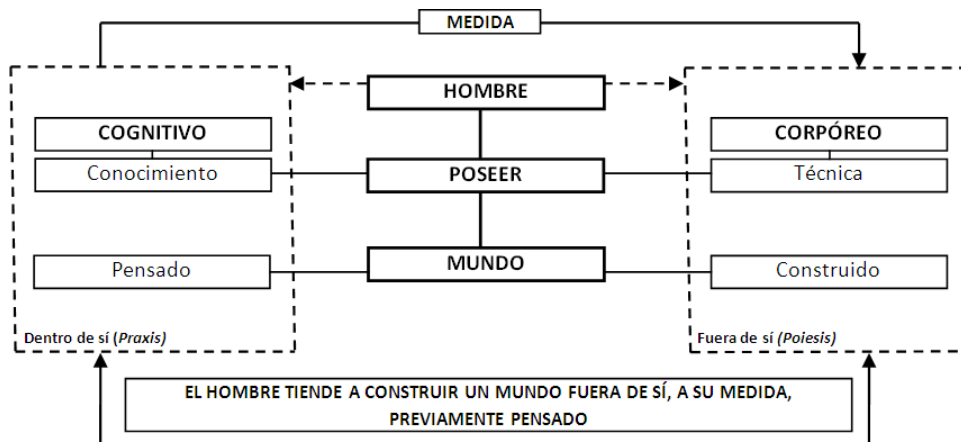 MEDIDA
HOMBRE
COGNITIVO
CORPÓREO
Conocimiento
POSEER
Técnica
Pensado
MUNDO
Construido
Dentro de sí (Praxis)
Fuera de sí (Poiesis)
EL HOMBRE TIENDE A CONSTRUIR UN MUNDO FUERA DE SÍ, A SU MEDIDA,
PREVIAMENTE PENSADO